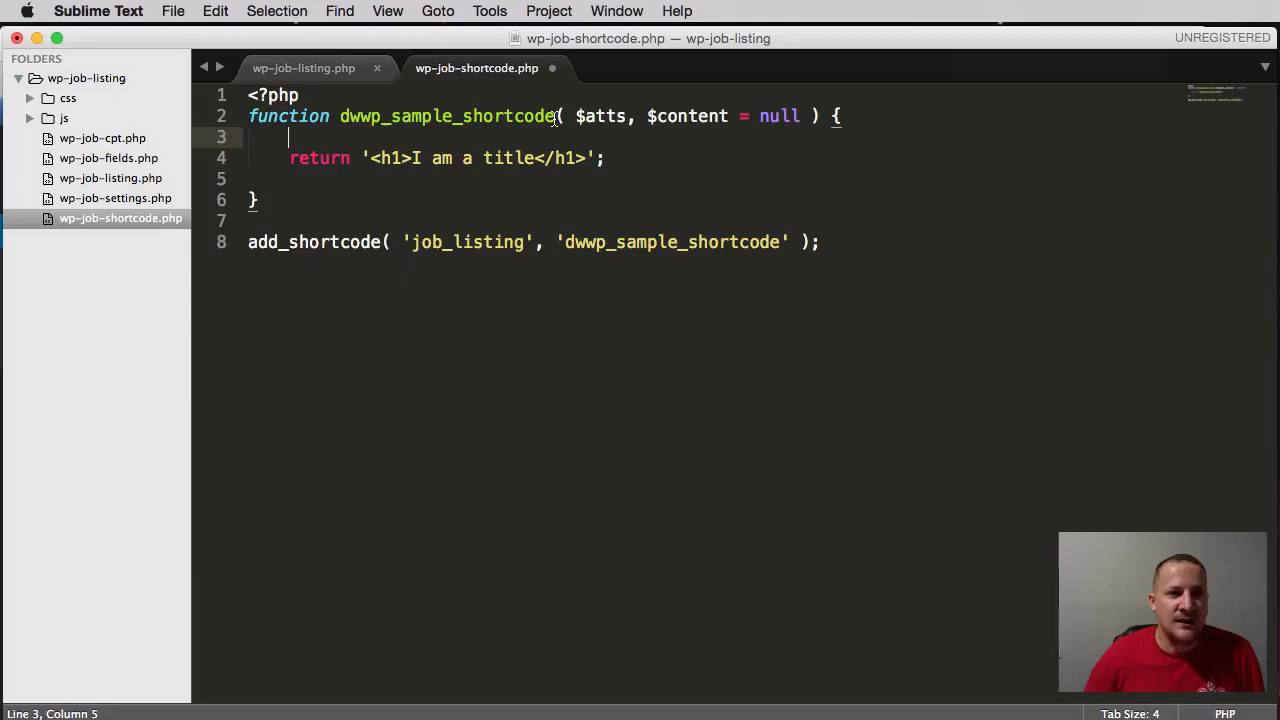 Sublime Text File Edit Selection Find View Goto Tools Project Window Help
wp-job-shortcode.php — wp-job-listing
UNREGISTERED
FOLDERS
wp-job-listing
css
js
wp-job-cpt.php
wp-job-fields.php
wp-job-listing.php
wp-job-settings.php
wp-job-shortcode.php
wp-job-listing.php × wp-job-shortcode.php
1 <?php
2 function dwwp_sample_shortcode( $atts, $content = null ) {
3
4 return '<h1>I am a title</h1>';
5
6 }
7
8 add_shortcode( 'job_listing', 'dwwp_sample_shortcode' );
Line 3, Column 5
Tab Size: 4
PHP